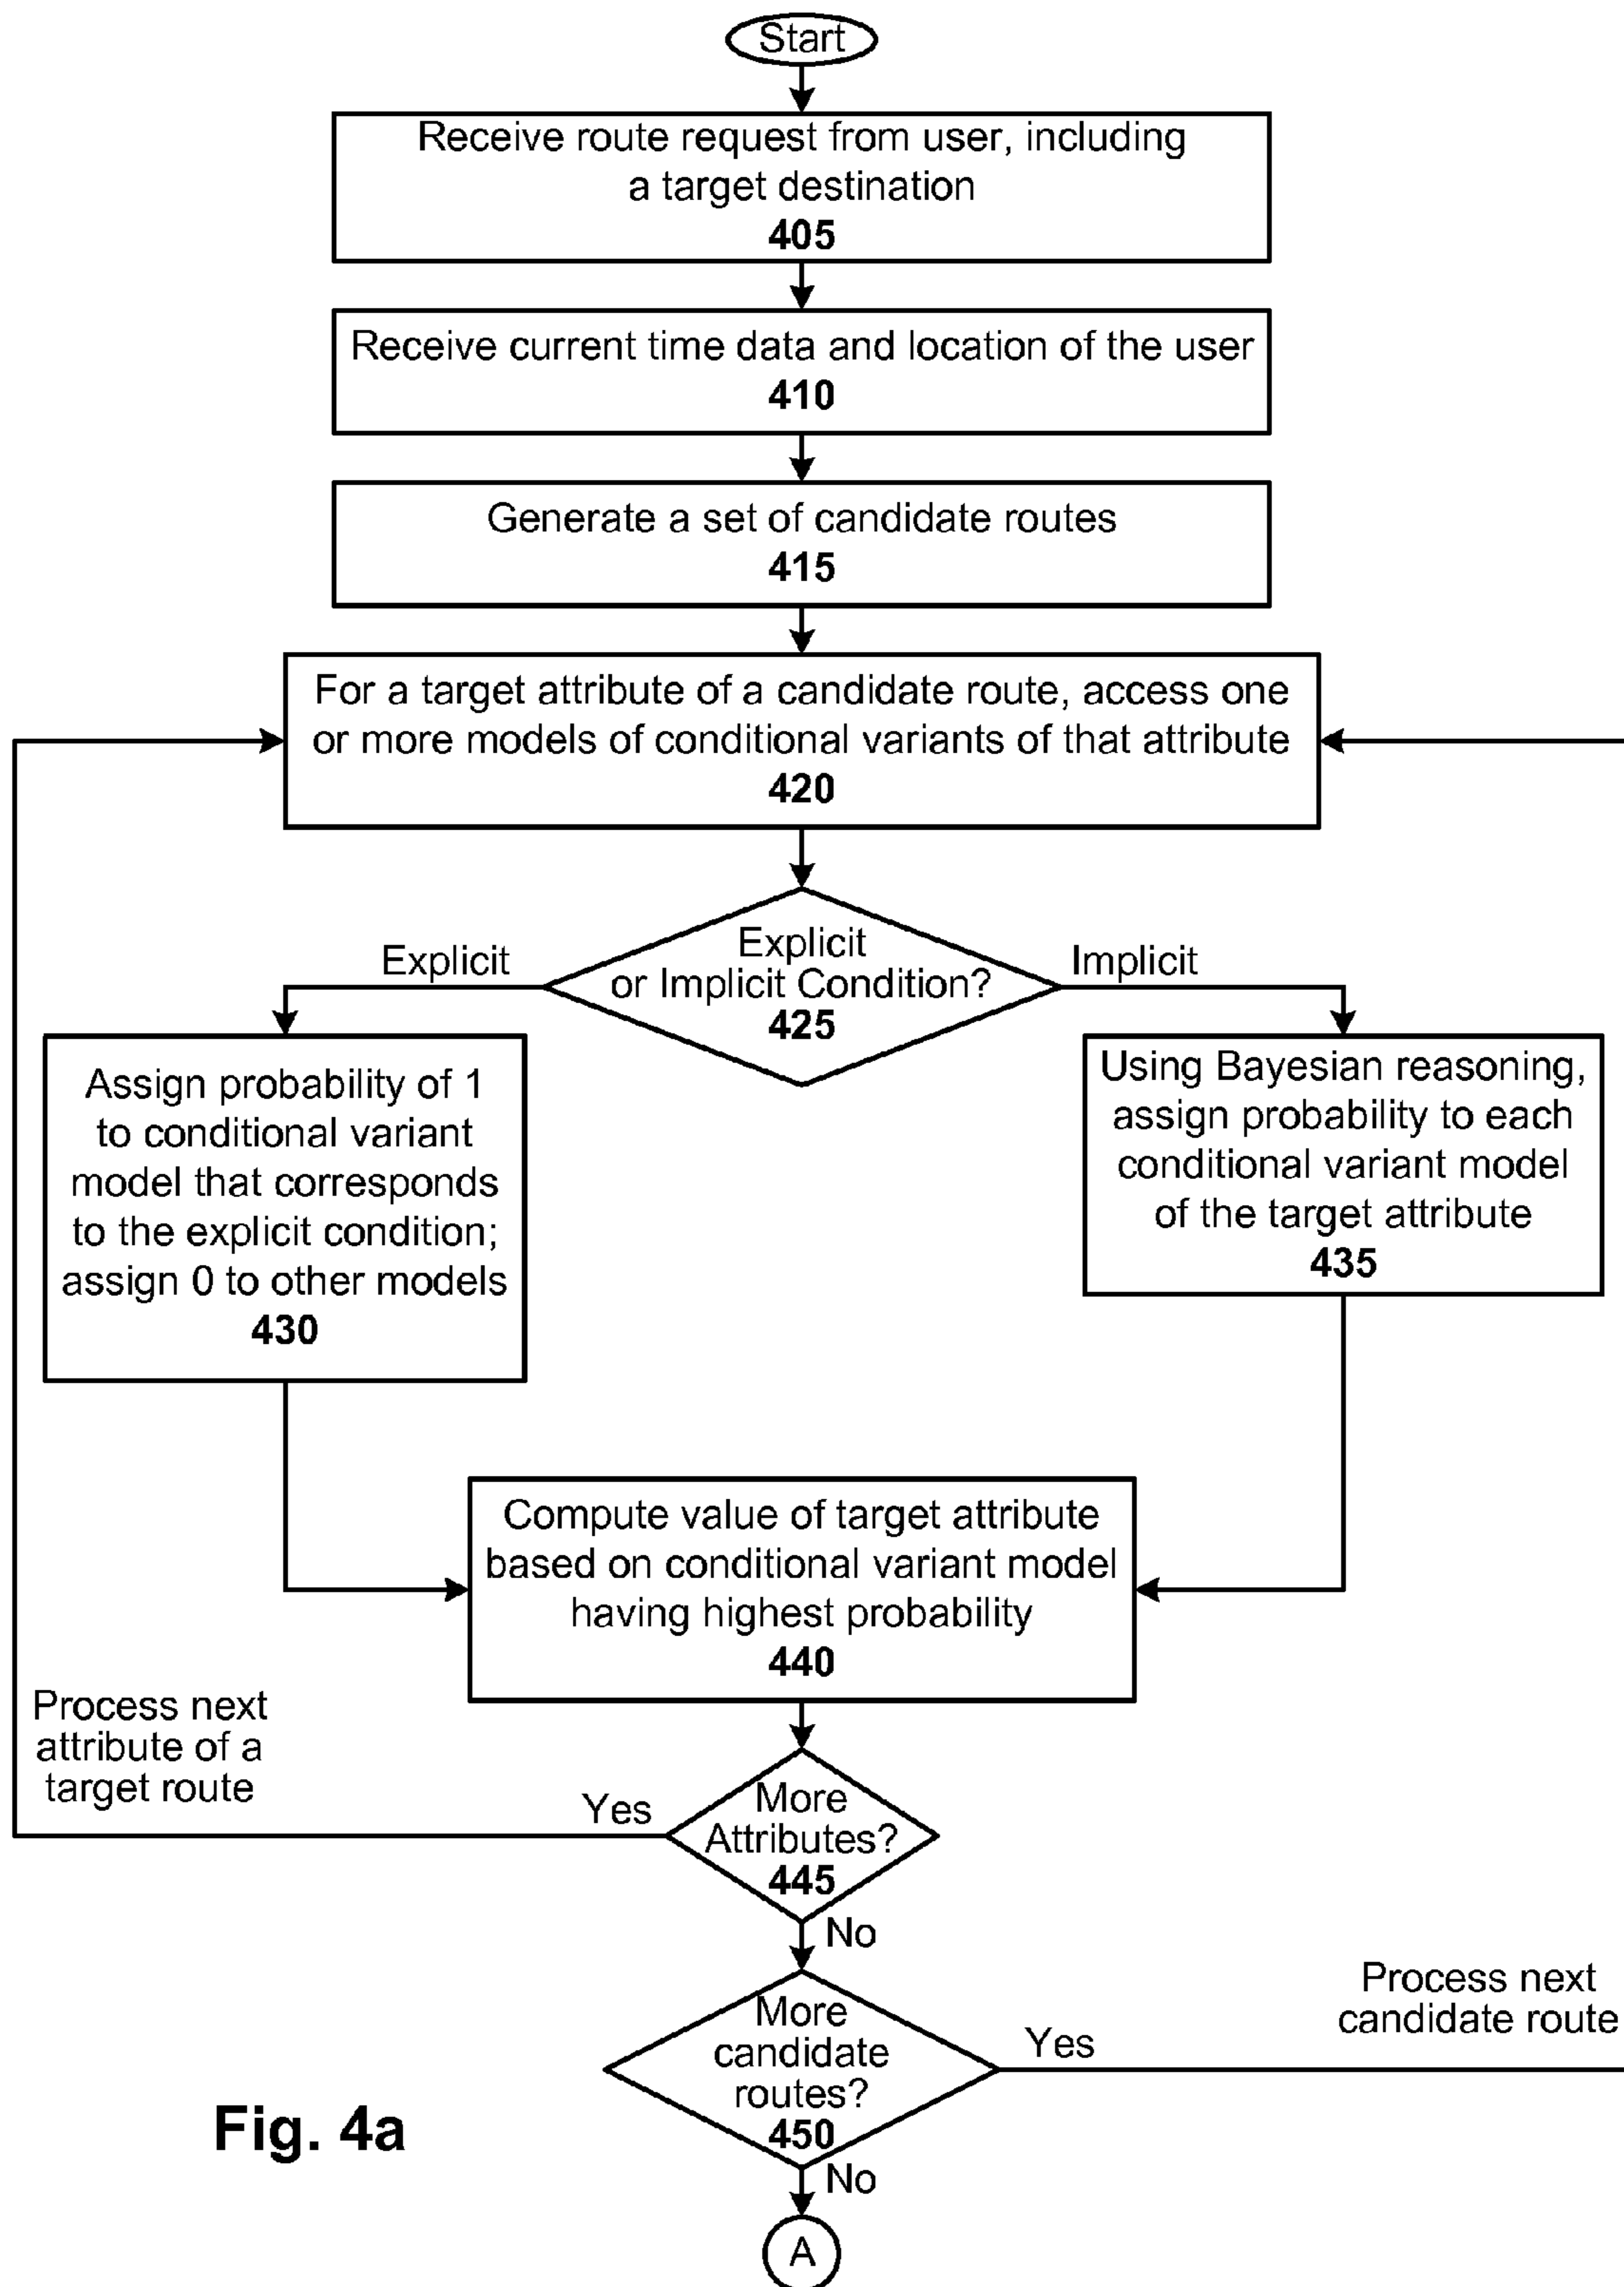 Start
Receive route request from user, including
a target destination
405
Receive current time data and location of the user
410
Generate a set of candidate routes
415
For a target attribute of a candidate route, access one
or more models of conditional variants of that attribute
420
Explicit
or Implicit Condition?
425
Explicit
Implicit
Assign probability of 1
to conditional variant
model that corresponds
to the explicit condition;
assign 0 to other models
430
Using Bayesian reasoning,
assign probability to each
conditional variant model
of the target attribute
435
Compute value of target attribute
based on conditional variant model
having highest probability
440
Process next
attribute of a
target route
Yes
More
Attributes?
445
No
More
candidate
routes?
450
Yes
Process next
candidate route
No
A
Fig. 4a